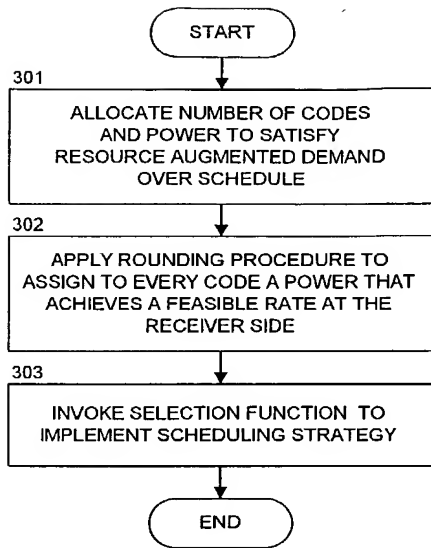 START
301
ALLOCATE NUMBER OF CODES
AND POWER TO SATISFY
RESOURCE AUGMENTED DEMAND
OVER SCHEDULE
302
APPLY ROUNDING PROCEDURE TO
ASSIGN TO EVERY CODE A POWER THAT
ACHIEVES A FEASIBLE RATE AT THE
RECEIVER SIDE
303
INVOKE SELECTION FUNCTION TO
IMPLEMENT SCHEDULING STRATEGY
END